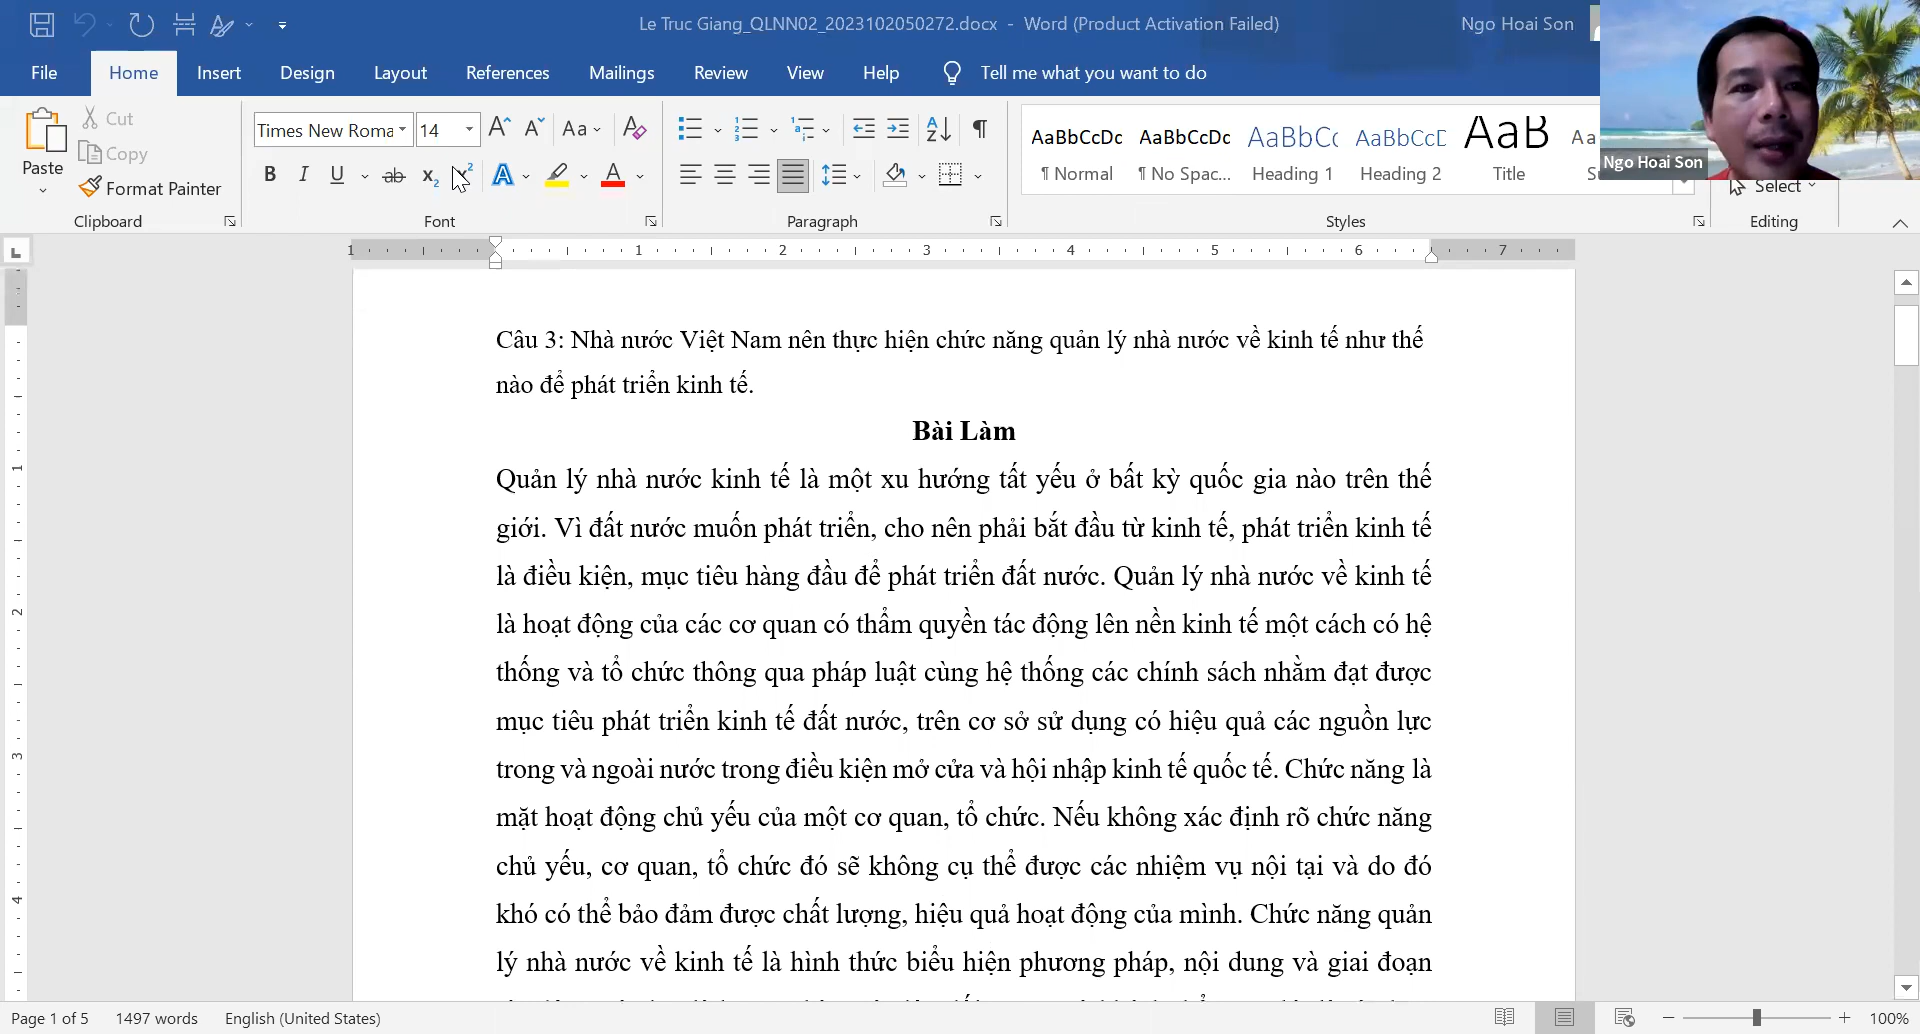 Le Truc Giang_QLNN02_2023102050272.docx - Word (Product Activation Failed)
Ngo Hoai Son
File Home Insert Design Layout References Mailings Review View Help Tell me what you want to do
Paste
Cut
Copy
Format Painter
Clipboard
Times New Roma 14
Font
Paragraph
AaBbCcDc AaBbCcDc AaBbCc AaBbCcD AaB Aa
¶ Normal ¶ No Spac... Heading 1 Heading 2 Title Su
Styles
Select
Editing
Ngo Hoai Son
1 1 2 3 4 5 6 7
1
2
3
4
Câu 3: Nhà nước Việt Nam nên thực hiện chức năng quản lý nhà nước về kinh tế như thế
nào để phát triển kinh tế.
Bài Làm
Quản lý nhà nước kinh tế là một xu hướng tất yếu ở bất kỳ quốc gia nào trên thế
giới. Vì đất nước muốn phát triển, cho nên phải bắt đầu từ kinh tế, phát triển kinh tế
là điều kiện, mục tiêu hàng đầu để phát triển đất nước. Quản lý nhà nước về kinh tế
là hoạt động của các cơ quan có thẩm quyền tác động lên nền kinh tế một cách có hệ
thống và tổ chức thông qua pháp luật cùng hệ thống các chính sách nhằm đạt được
mục tiêu phát triển kinh tế đất nước, trên cơ sở sử dụng có hiệu quả các nguồn lực
trong và ngoài nước trong điều kiện mở cửa và hội nhập kinh tế quốc tế. Chức năng là
mặt hoạt động chủ yếu của một cơ quan, tổ chức. Nếu không xác định rõ chức năng
chủ yếu, cơ quan, tổ chức đó sẽ không cụ thể được các nhiệm vụ nội tại và do đó
khó có thể bảo đảm được chất lượng, hiệu quả hoạt động của mình. Chức năng quản
lý nhà nước về kinh tế là hình thức biểu hiện phương pháp, nội dung và giai đoạn
Page 1 of 5 1497 words English (United States) 100%